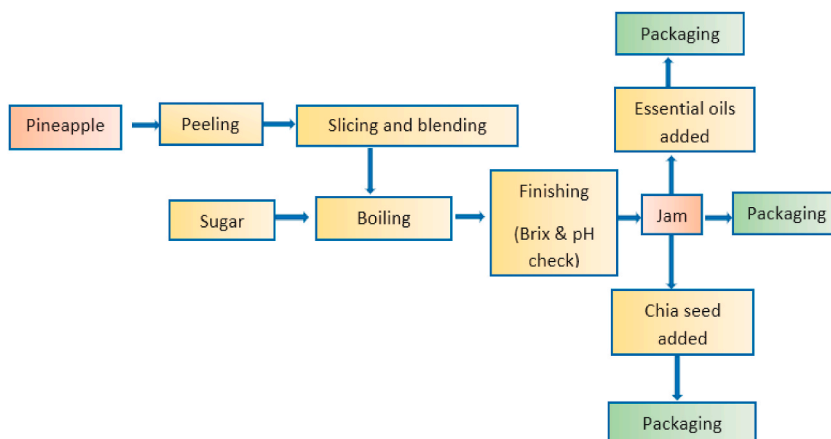 Packaging
Essential oils
added
Pineapple
Peeling
Slicing and blending
Sugar
Boiling
Finishing
(Brix & pH
check)
Jam
Packaging
Chia seed
added
Packaging